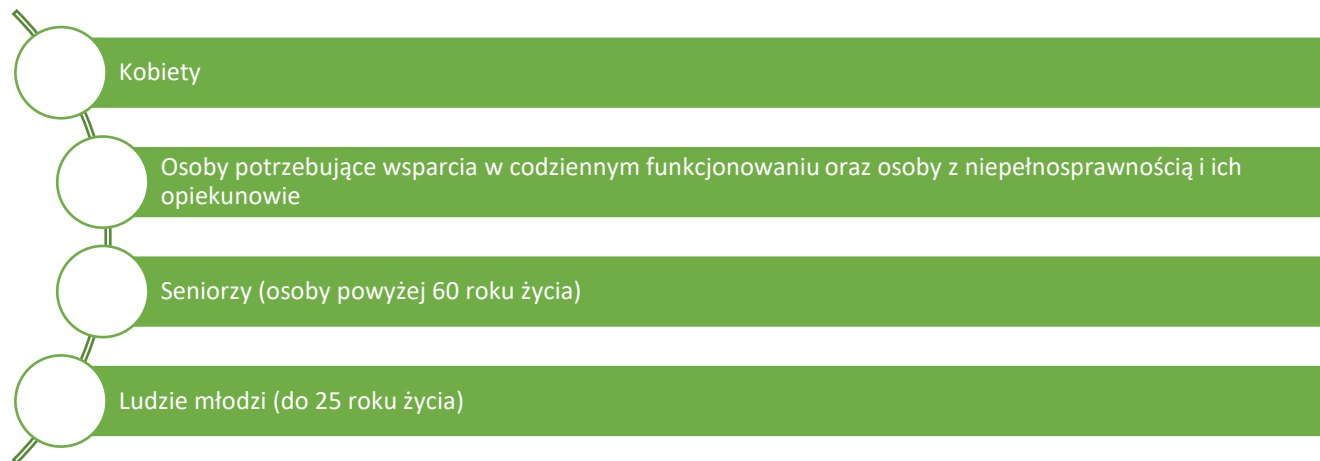 Kobiety
Osoby potrzebujące wsparcia w codziennym funkcjonowaniu oraz osoby z niepełnosprawnością i ich
opiekunowie
Seniorzy (osoby powyżej 60 roku życia)
Ludzie młodzi (do 25 roku życia)